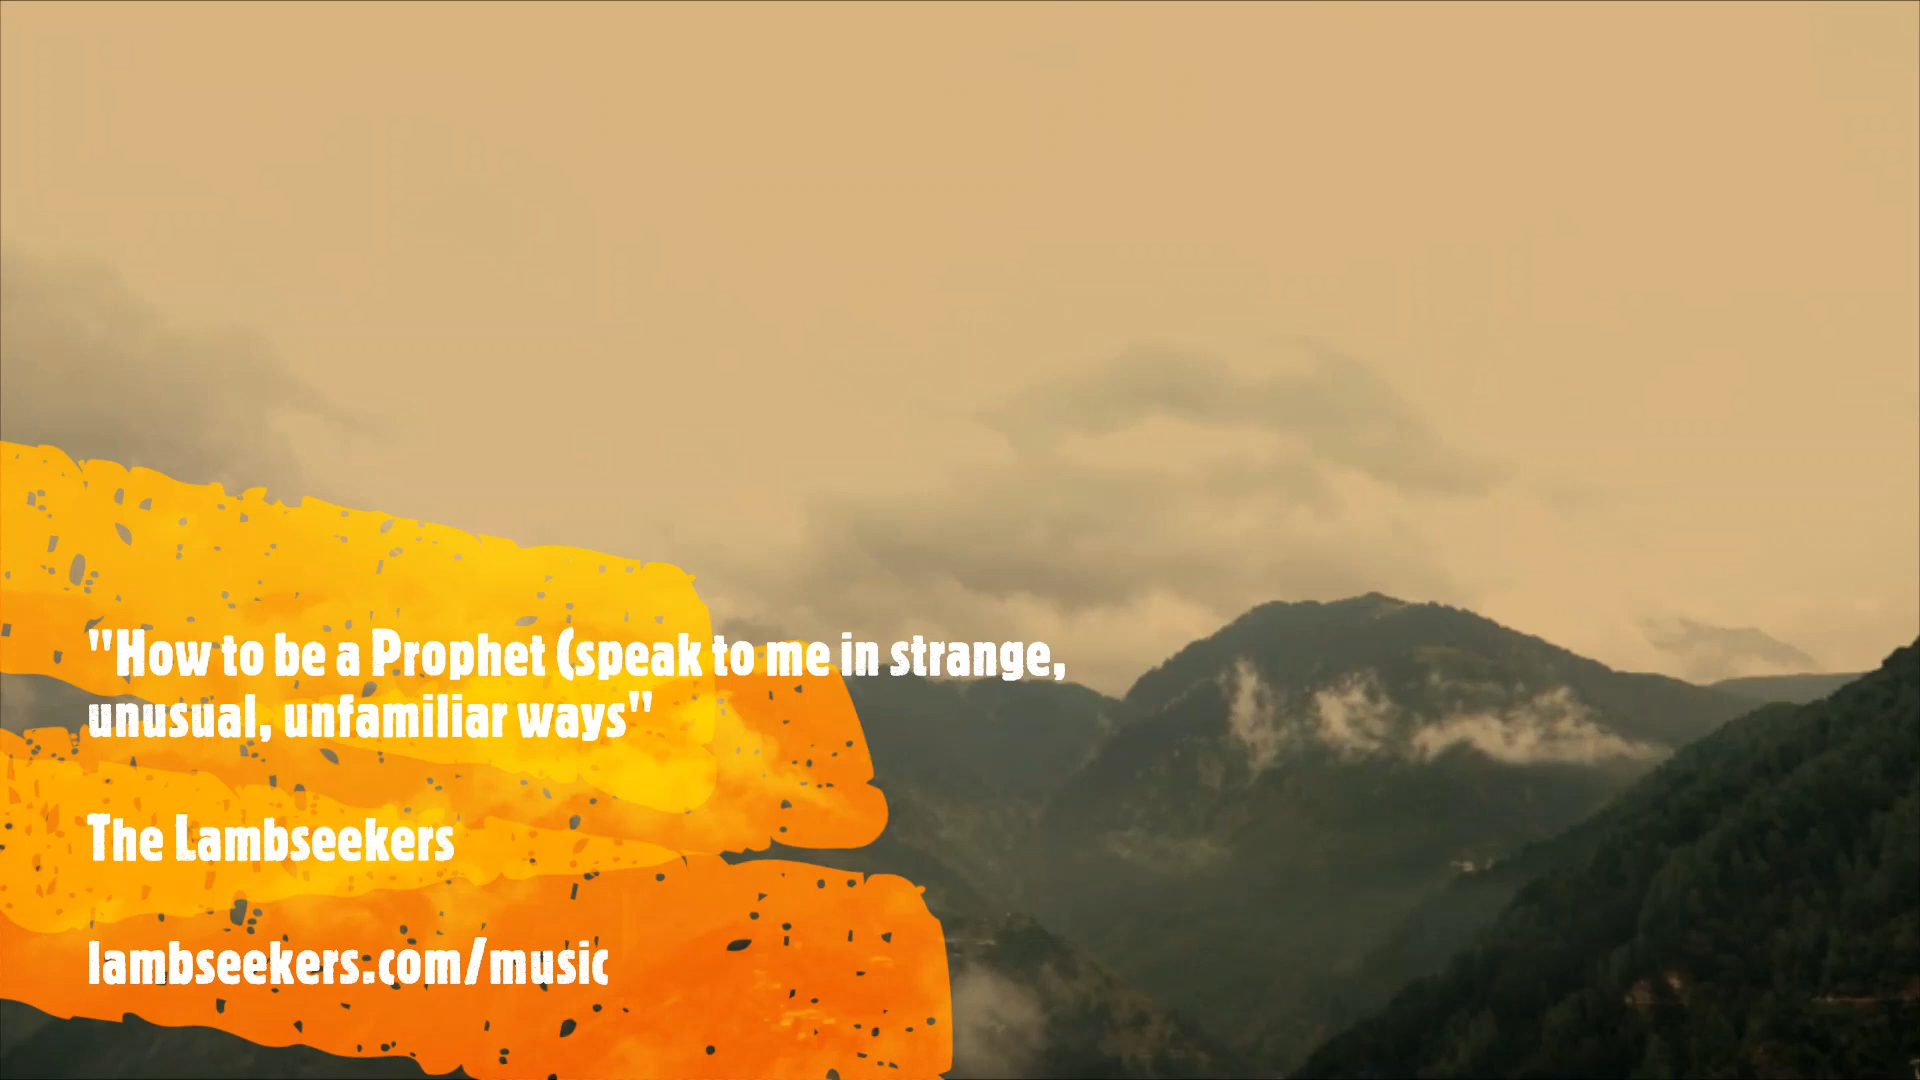 "How to be a Prophet (speak to me in strange,
unusual, unfamiliar ways"
The Lambseekers
lambseekers.com/music